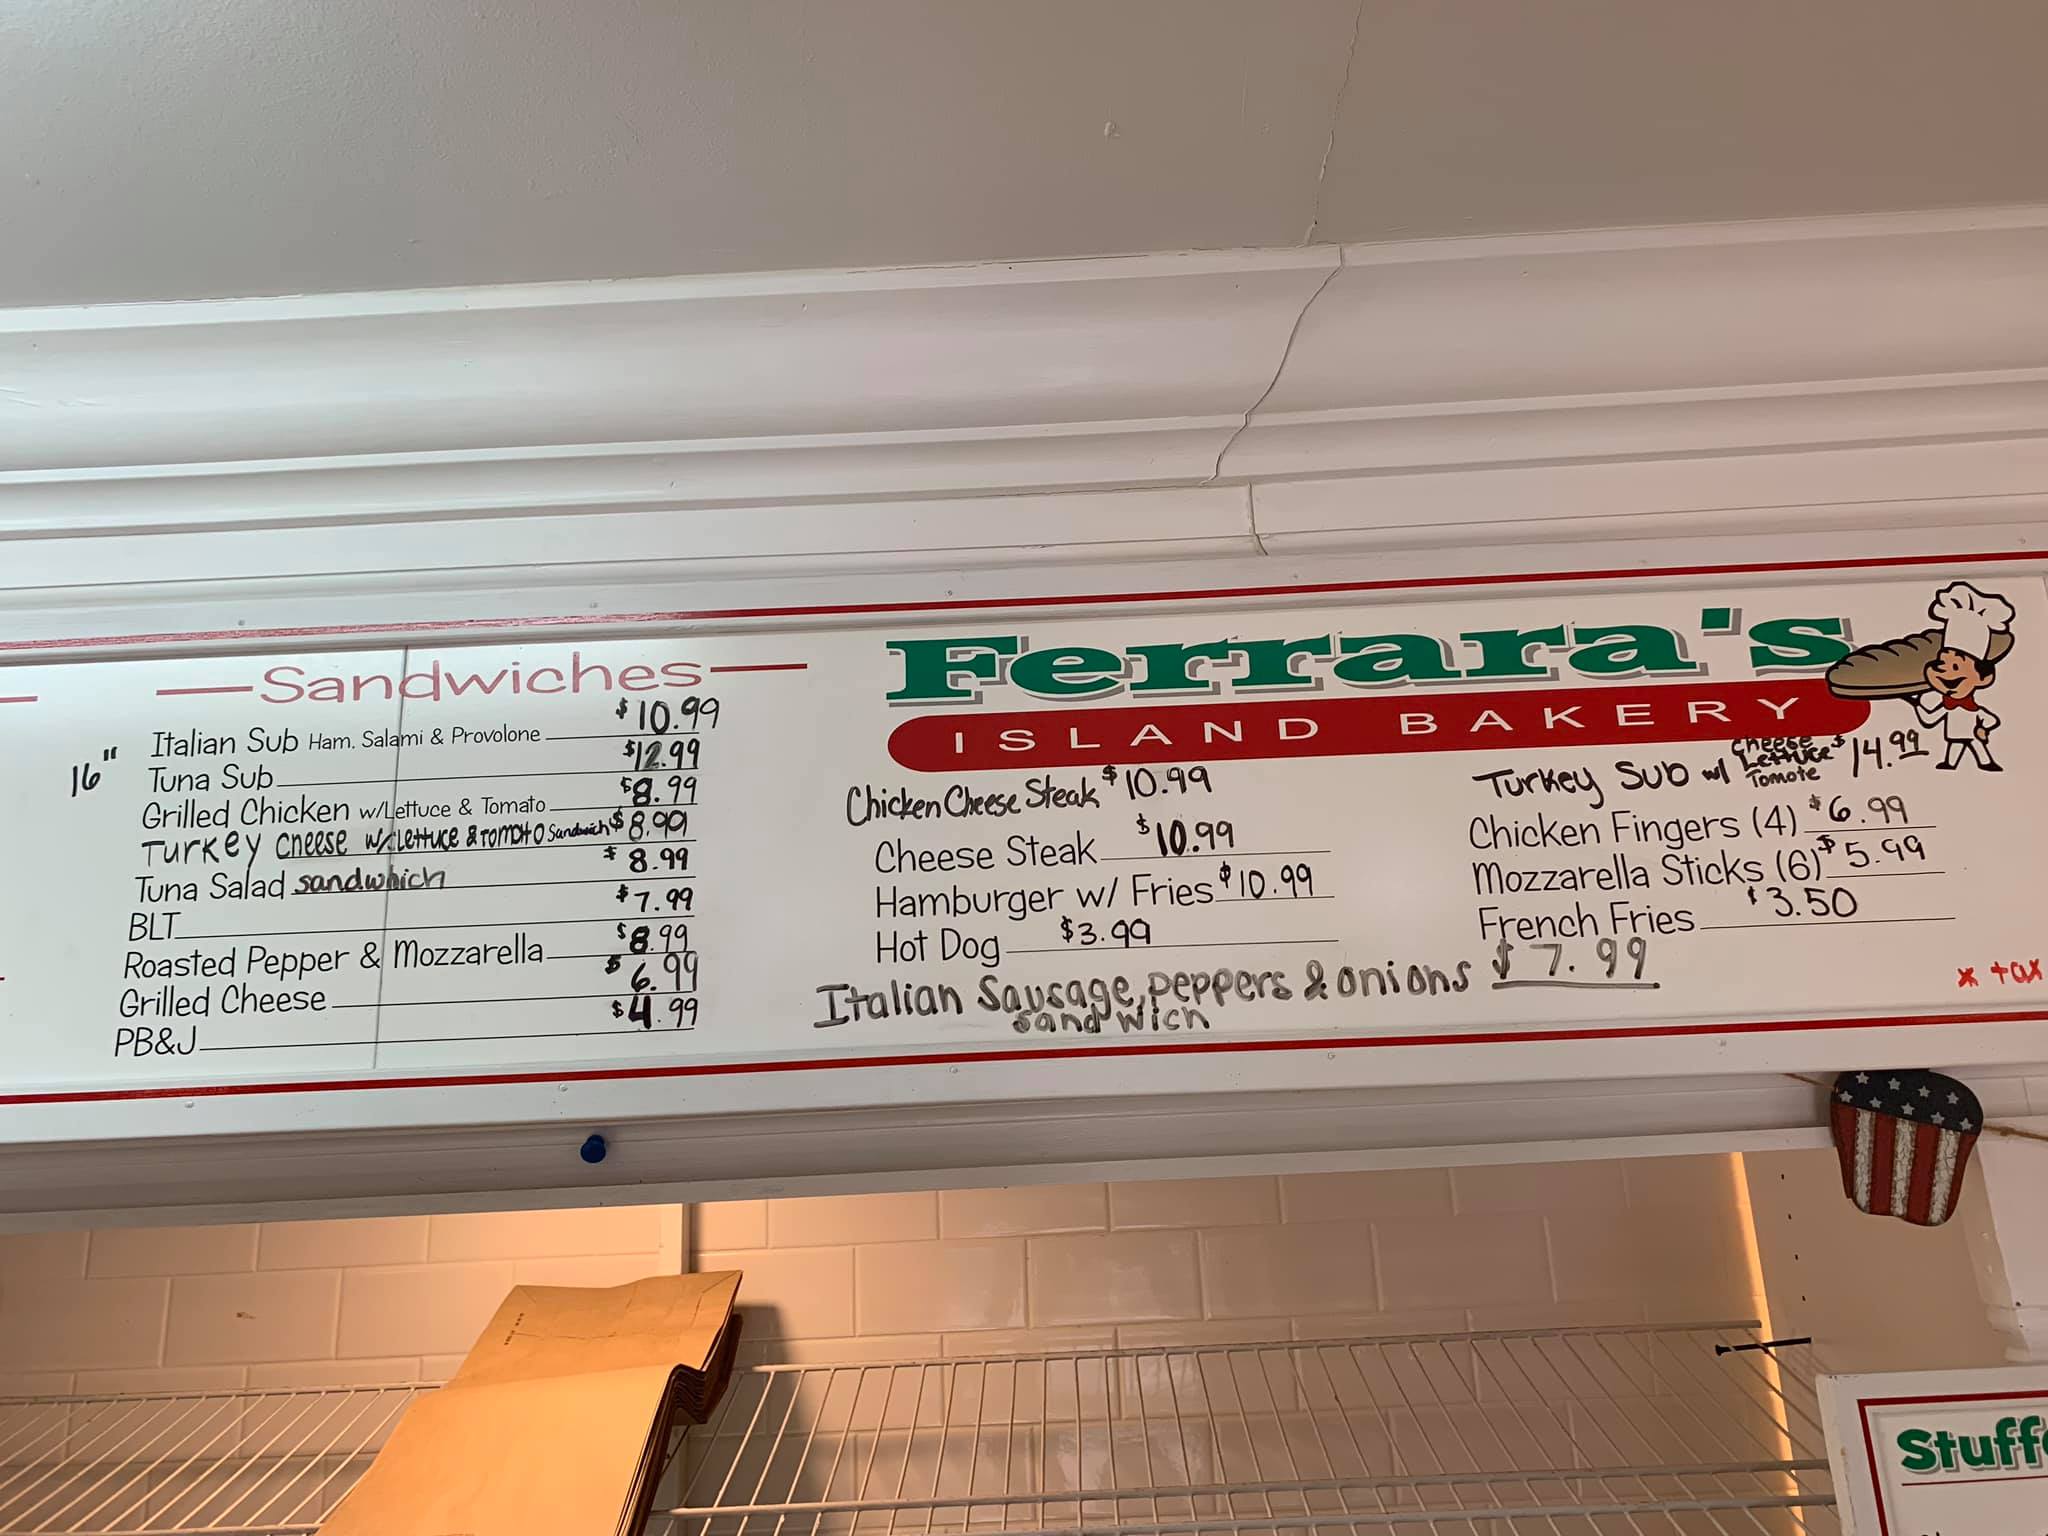 Sandwiches
16" Italian Sub Ham. Salami & Provolone $10.99
Tuna Sub $12.99
Grilled Chicken w/Lettuce & Tomato $8.99
Turkey Cheese w/Lettuce & Tomato Sandwich $8.99
Tuna Salad sandwhich $8.99
BLT $7.99
Roasted Pepper & Mozzarella $8.99
Grilled Cheese $6.99
PB&J $4.99
Ferrara's
ISLAND BAKERY
Chicken Cheese Steak $10.99
Cheese Steak $10.99
Hamburger w/ Fries $10.99
Hot Dog $3.99
Italian Sausage, peppers & onions $7.99
sandwich
Turkey Sub w/ Cheese Lettuce Tomote $14.99
Chicken Fingers (4) $6.99
Mozzarella Sticks (6) $5.99
French Fries $3.50
* tax
Stuff